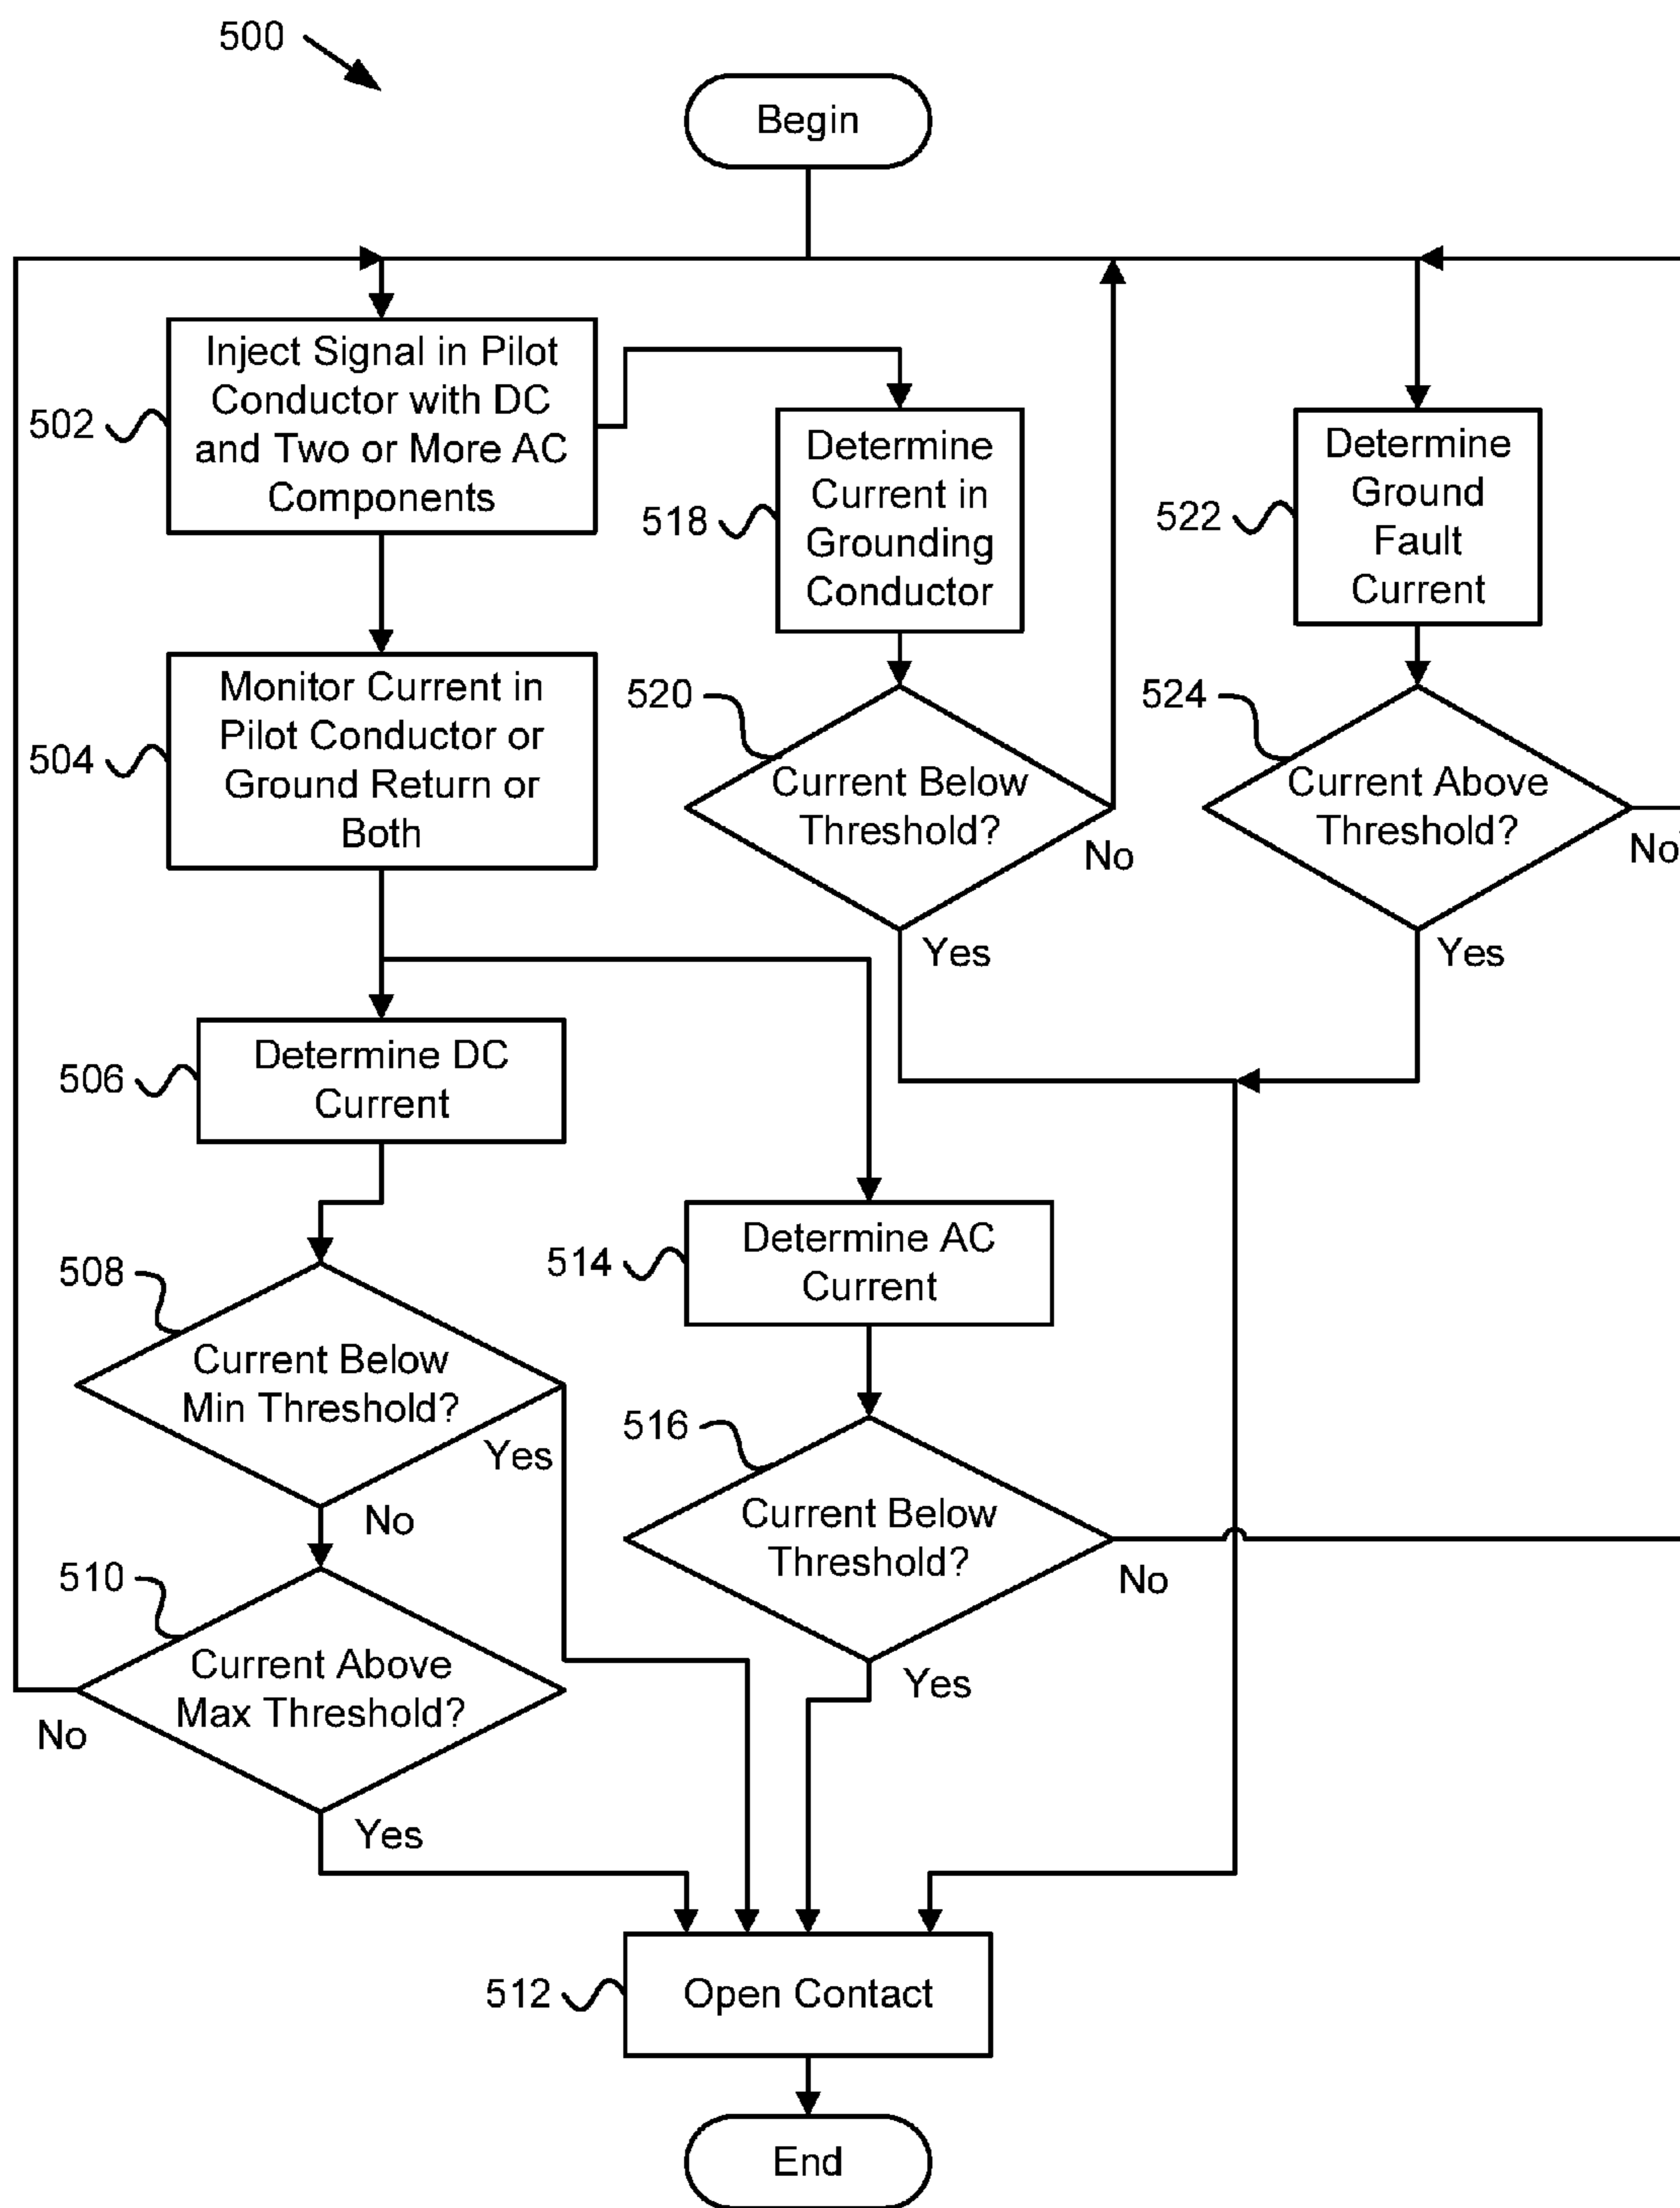 500
Begin
502
Inject Signal in Pilot
Conductor with DC
and Two or More AC
Components
518
Determine
Current in
Grounding
Conductor
522
Determine
Ground
Fault
Current
504
Monitor Current in
Pilot Conductor or
Ground Return or
Both
520
Current Below
Threshold?
No
Yes
524
Current Above
Threshold?
No
Yes
506
Determine DC
Current
514
Determine AC
Current
508
Current Below
Min Threshold?
Yes
No
516
Current Below
Threshold?
No
Yes
510
Current Above
Max Threshold?
No
Yes
512
Open Contact
End